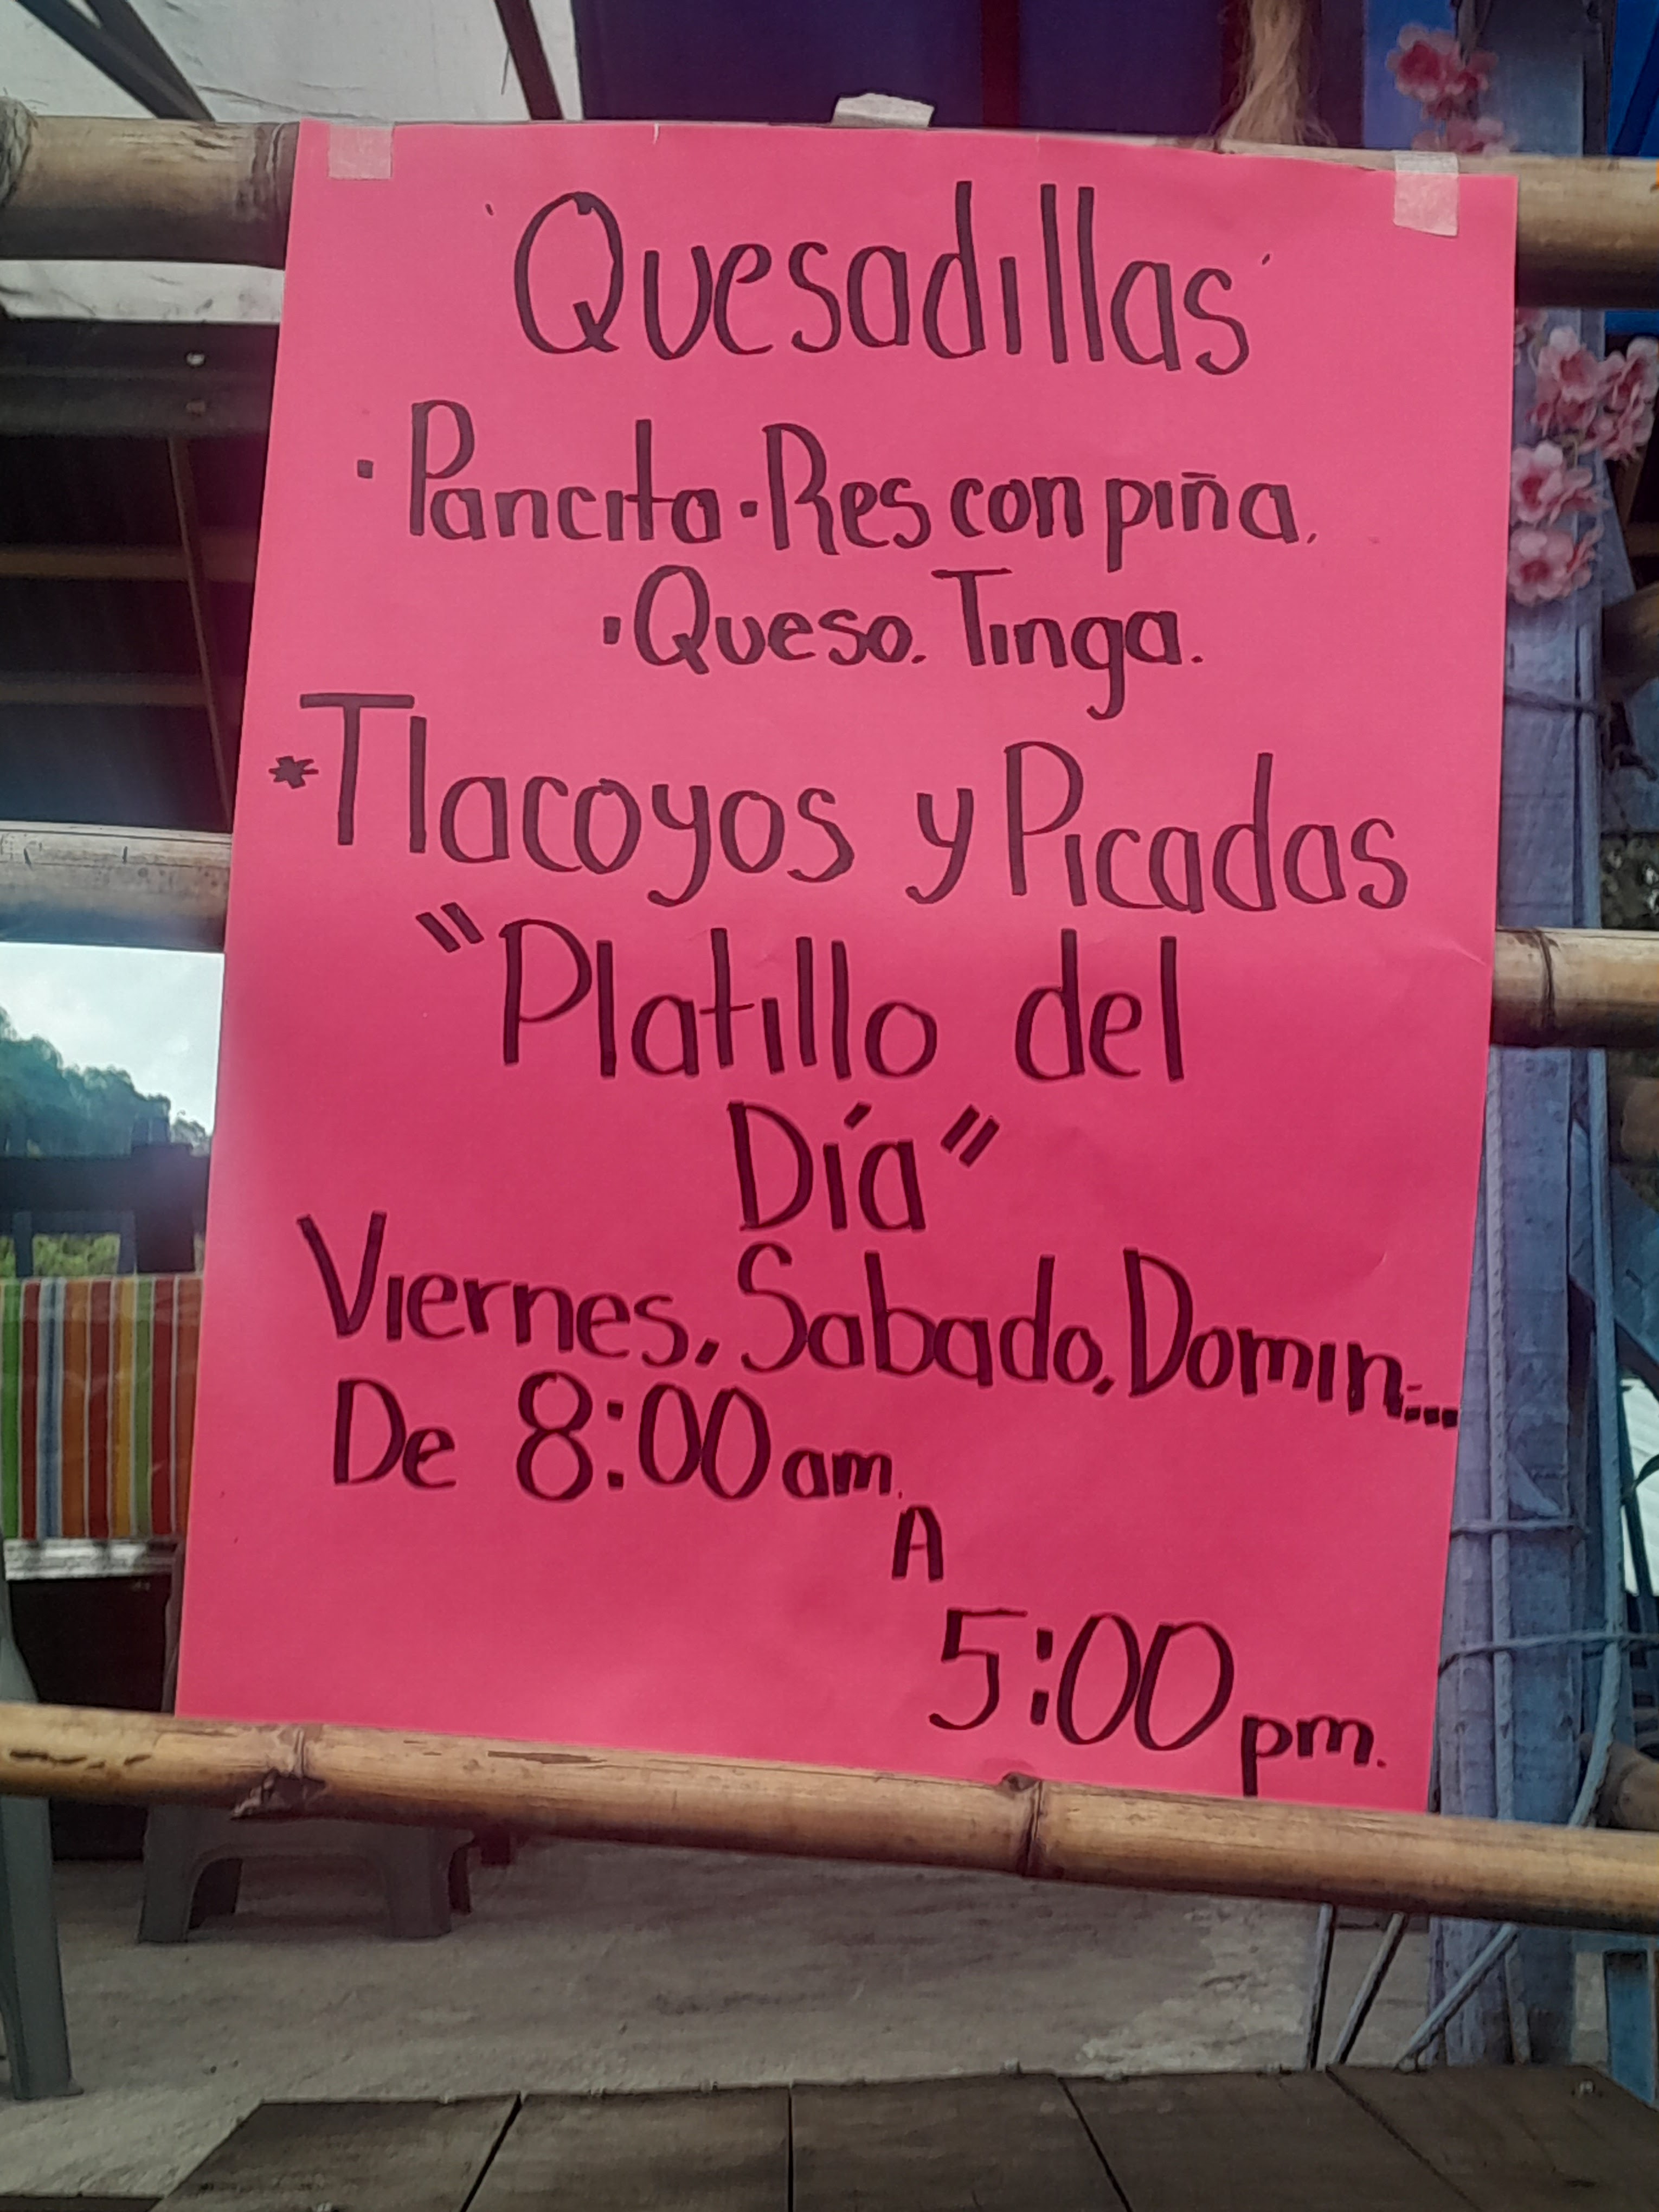 'Quesadillas'
· Pancita · Res con piña.
· Queso. Tinga.
*Tlacoyos y Picadas
"Platillo del
Día"
Viernes, Sabado, Domin...
De 8:00 am.
A
5:00 pm.